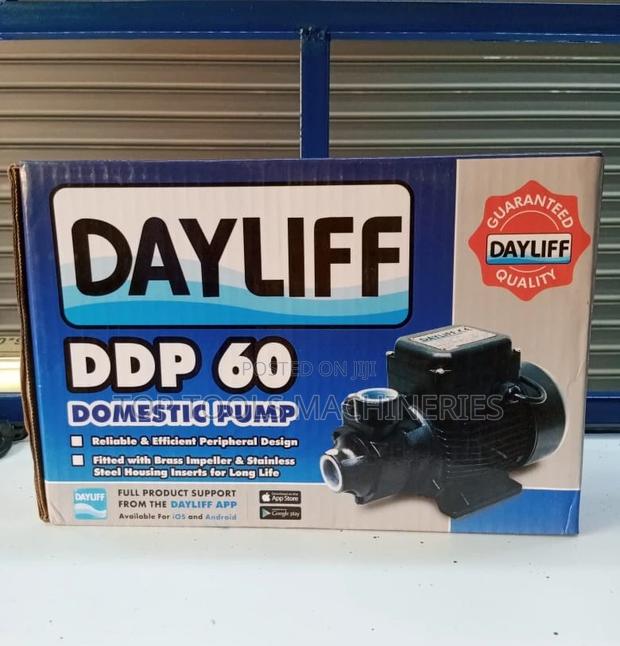 DAYLIFF
GUARANTEED
DAYLIFF
QUALITY
DAYLIFF
DDP 60
POSTED ON JIJI
TOP TOOLS MACHINERIES
DOMESTIC PUMP
Reliable & Efficient Peripheral Design
Fitted with Brass Impeller & Stainless
Steel Housing Inserts for Long Life
DAYLIFF
FULL PRODUCT SUPPORT
FROM THE DAYLIFF APP
Available For iOS and Android
App Store
Google play